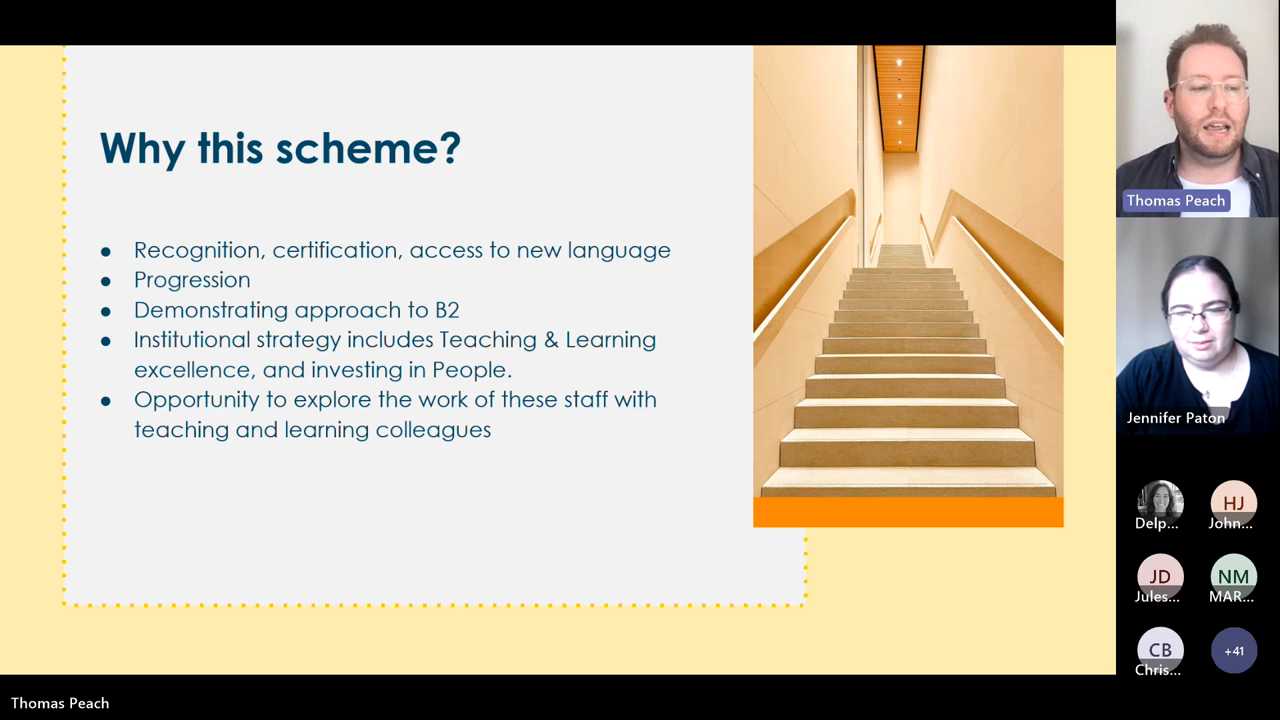 Why this scheme?
● Recognition, certification, access to new language
● Progression
● Demonstrating approach to B2
● Institutional strategy includes Teaching & Learning
excellence, and investing in People.
● Opportunity to explore the work of these staff with
teaching and learning colleagues
Thomas Peach
Jennifer Paton
Delp...
HJ
John...
JD
Jules...
NM
MAR...
CB
Chris...
+41
Thomas Peach